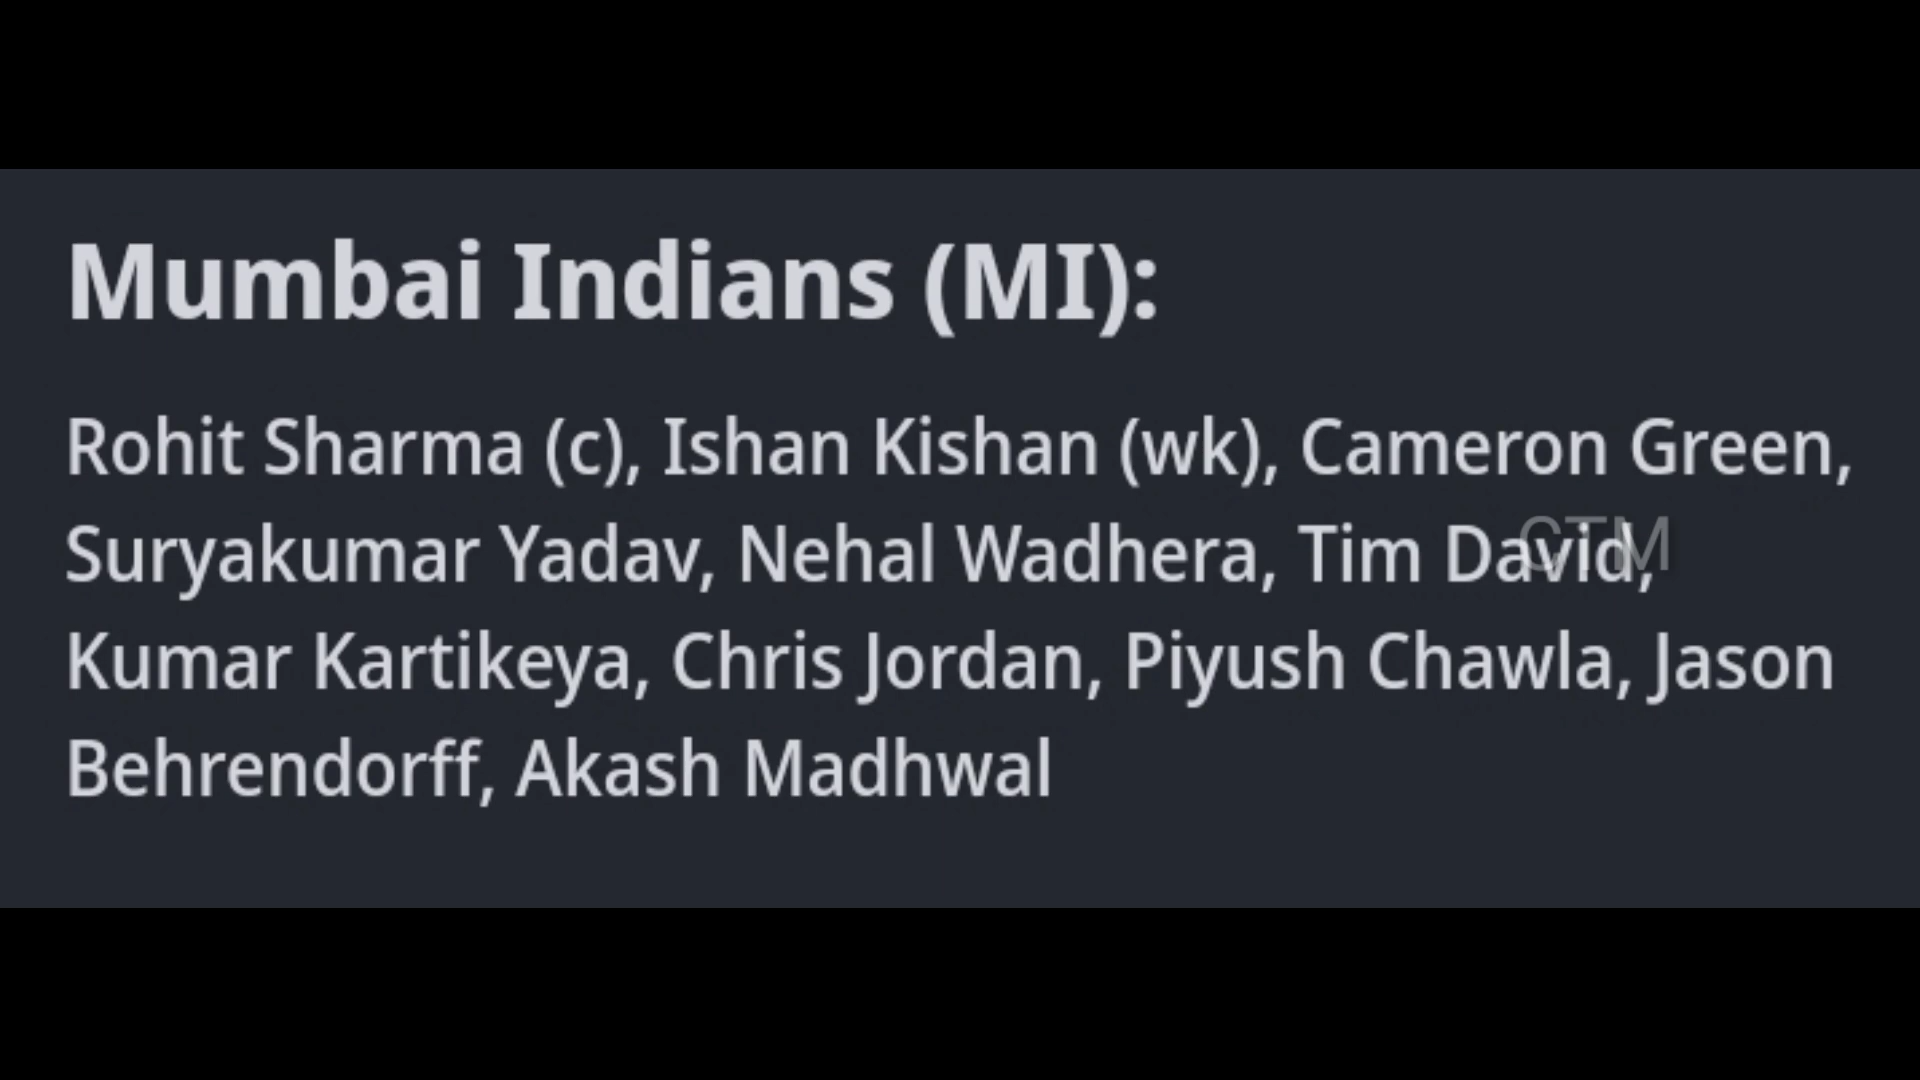 Mumbai Indians (MI):
Rohit Sharma (c), Ishan Kishan (wk), Cameron Green,
Suryakumar Yadav, Nehal Wadhera, Tim David,
CTM
Kumar Kartikeya, Chris Jordan, Piyush Chawla, Jason
Behrendorff, Akash Madhwal